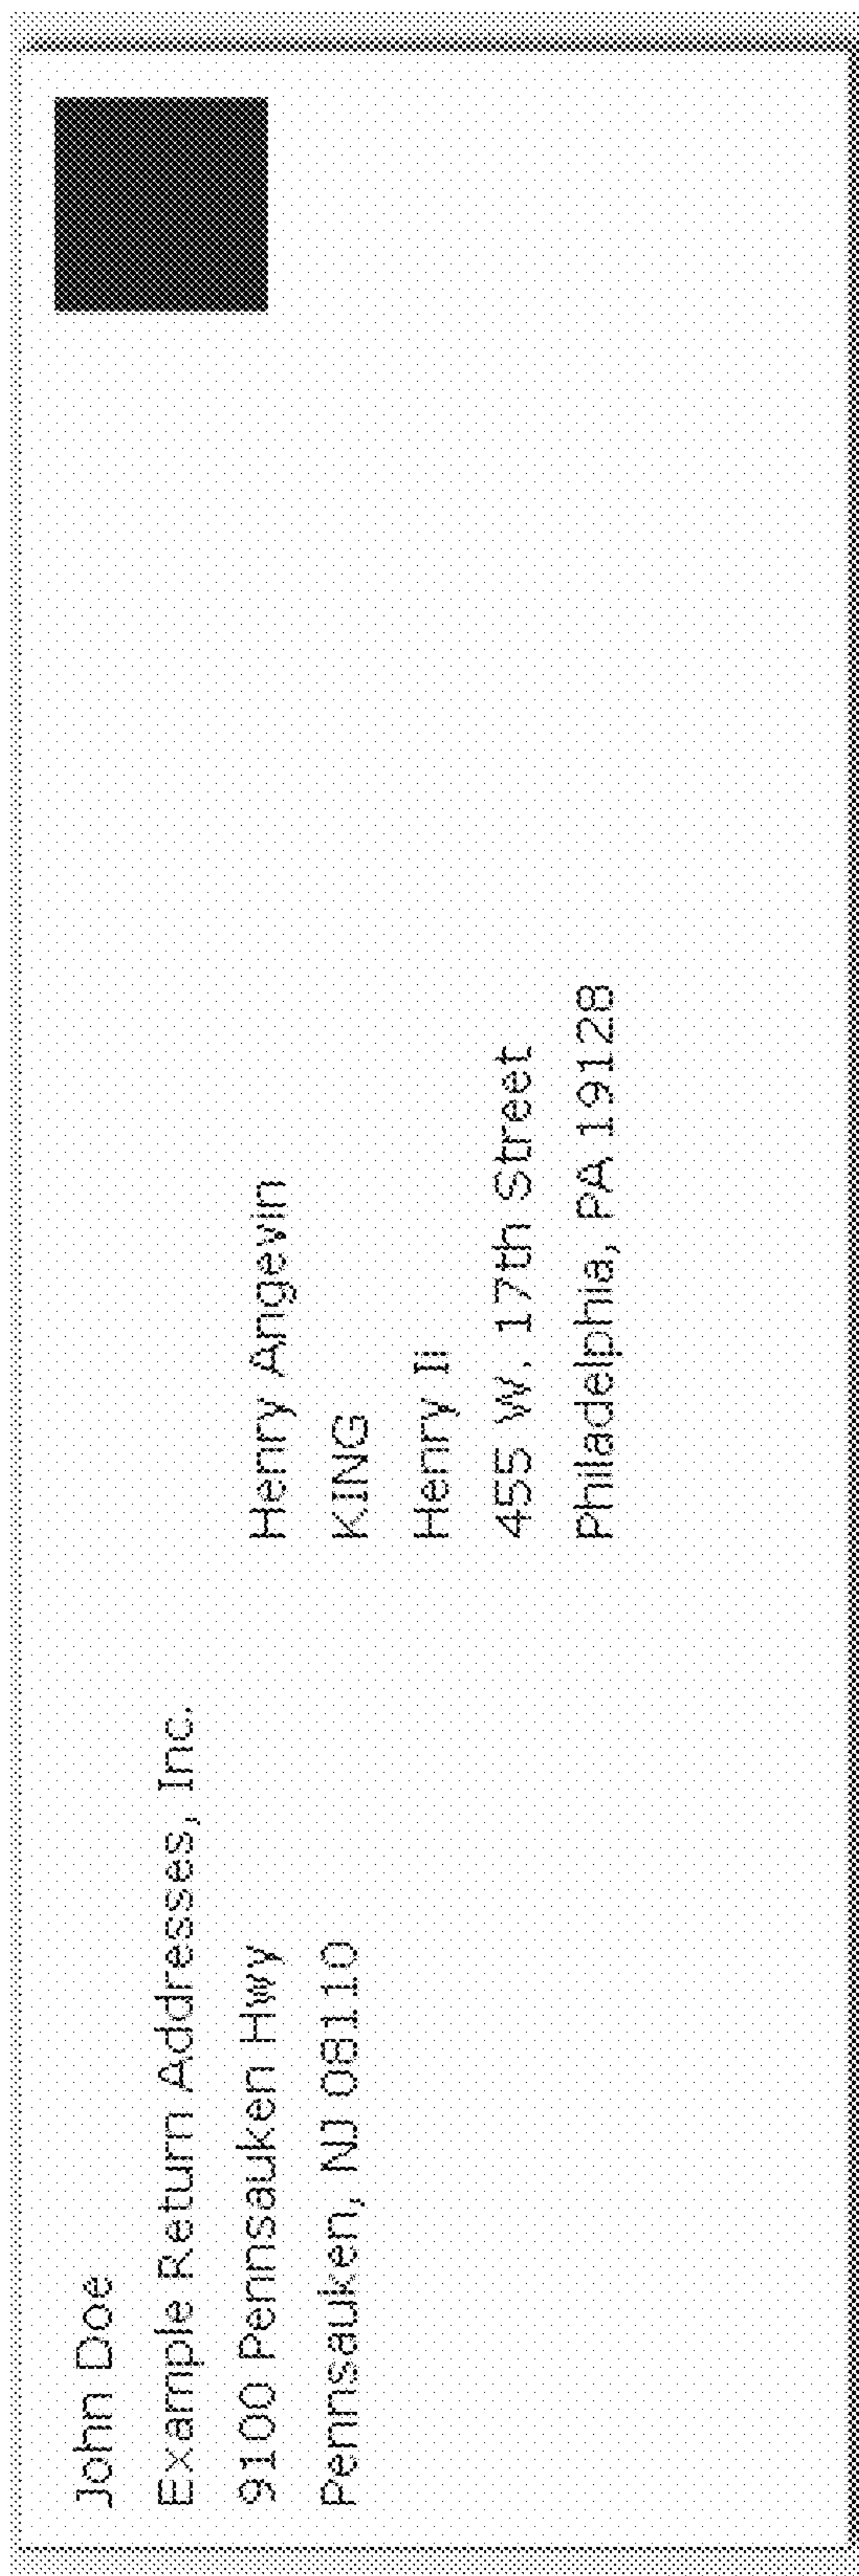 John Doe
Example Return Addresses, Inc.
9100 Pennsauken Hwy
Pennsauken, NJ 08110
Henry Angevin
KING
Henry Ii
455 W. 17th Street
Philadelphia, PA 19128